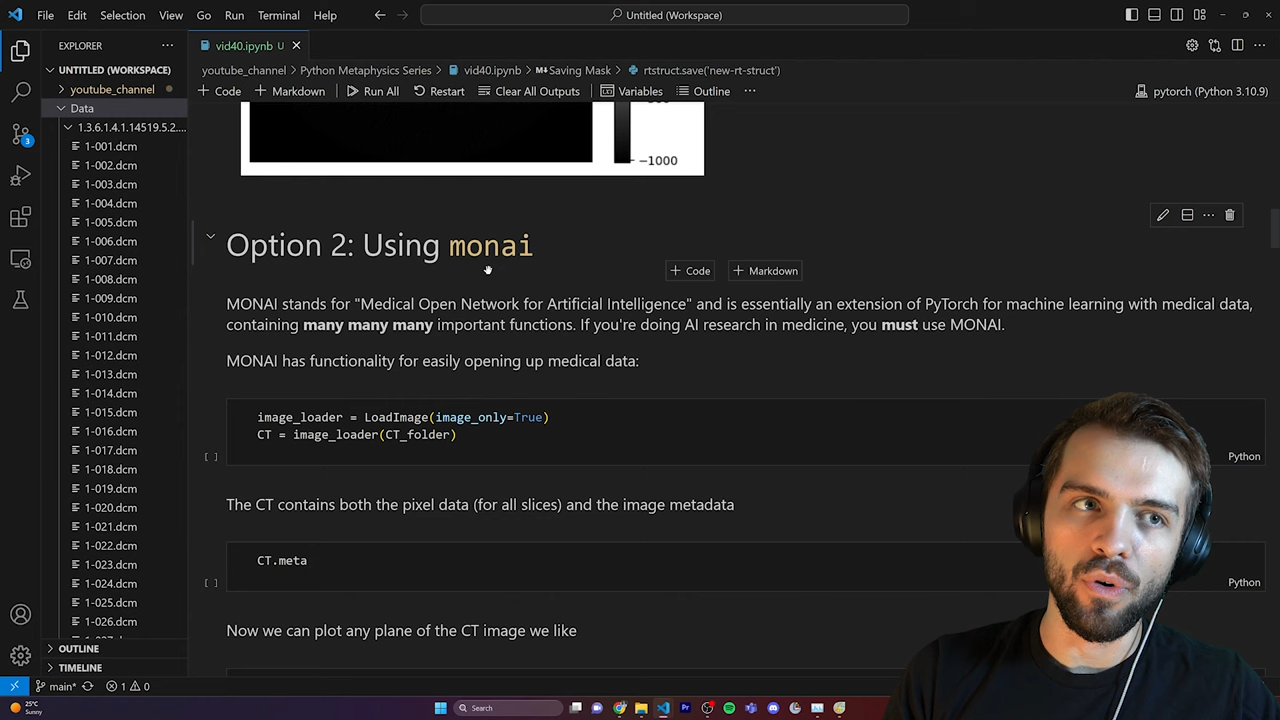 File Edit Selection View Go Run Terminal Help
Untitled (Workspace)
EXPLORER
vid40.ipynb U
UNTITLED (WORKSPACE)
youtube_channel > Python Metaphysics Series > vid40.ipynb > Saving Mask > rtstruct.save('new-rt-struct')
youtube_channel
+ Code + Markdown Run All Restart Clear All Outputs Variables Outline ...
pytorch (Python 3.10.9)
Data
1.3.6.1.4.1.14519.5.2....
1-001.dcm
1-002.dcm
1-003.dcm
1-004.dcm
1-005.dcm
1-006.dcm
1-007.dcm
1-008.dcm
1-009.dcm
1-010.dcm
1-011.dcm
1-012.dcm
1-013.dcm
1-014.dcm
1-015.dcm
1-016.dcm
1-017.dcm
1-018.dcm
1-019.dcm
1-020.dcm
1-021.dcm
1-022.dcm
1-023.dcm
1-024.dcm
1-025.dcm
1-026.dcm
OUTLINE
TIMELINE
−1000
Option 2: Using monai
+ Code + Markdown
MONAI stands for "Medical Open Network for Artificial Intelligence" and is essentially an extension of PyTorch for machine learning with medical data,
containing many many many important functions. If you're doing AI research in medicine, you must use MONAI.
MONAI has functionality for easily opening up medical data:
image_loader = LoadImage(image_only=True)
CT = image_loader(CT_folder)
[ ] Python
The CT contains both the pixel data (for all slices) and the image metadata
CT.meta
[ ] Python
Now we can plot any plane of the CT image we like
main* 1 0
3
25°C
Sunny
Search